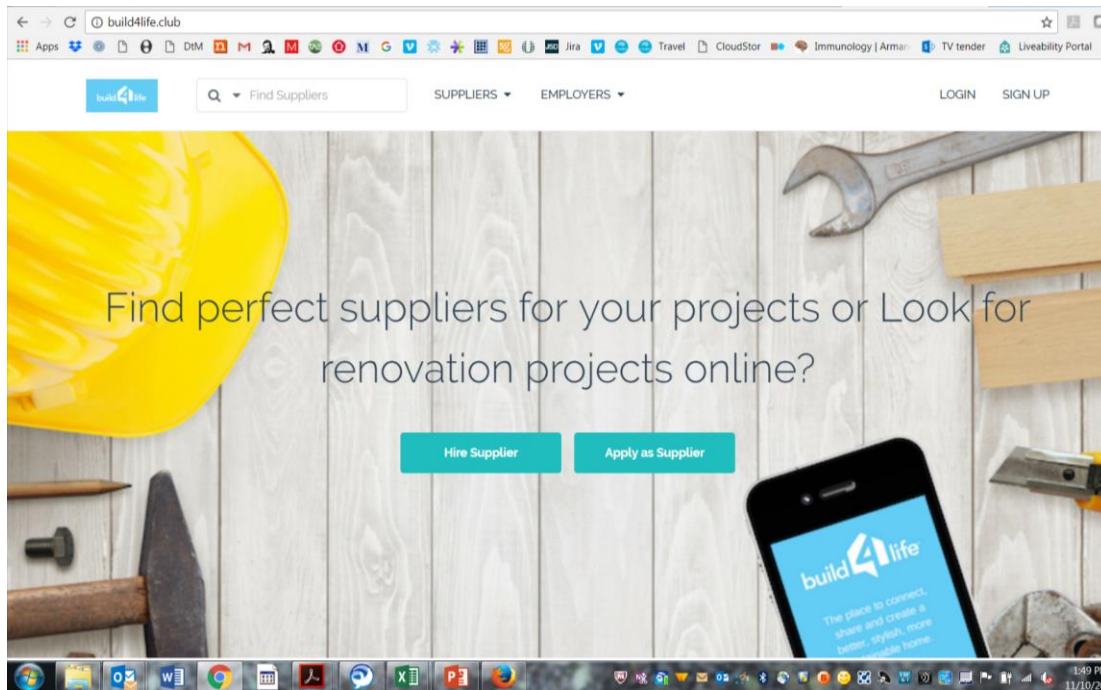 build4life.club
Apps
DtM
Jira
Travel
CloudStor
Immunology | Arman
TV tender
Liveability Portal
build4life
Find Suppliers
SUPPLIERS
EMPLOYERS
LOGIN
SIGN UP
Find perfect suppliers for your projects or Look for
renovation projects online?
Hire Supplier
Apply as Supplier
build4life
The place to connect,
share and create a
better, stylish, more
home.
1:49 P
11/10/2